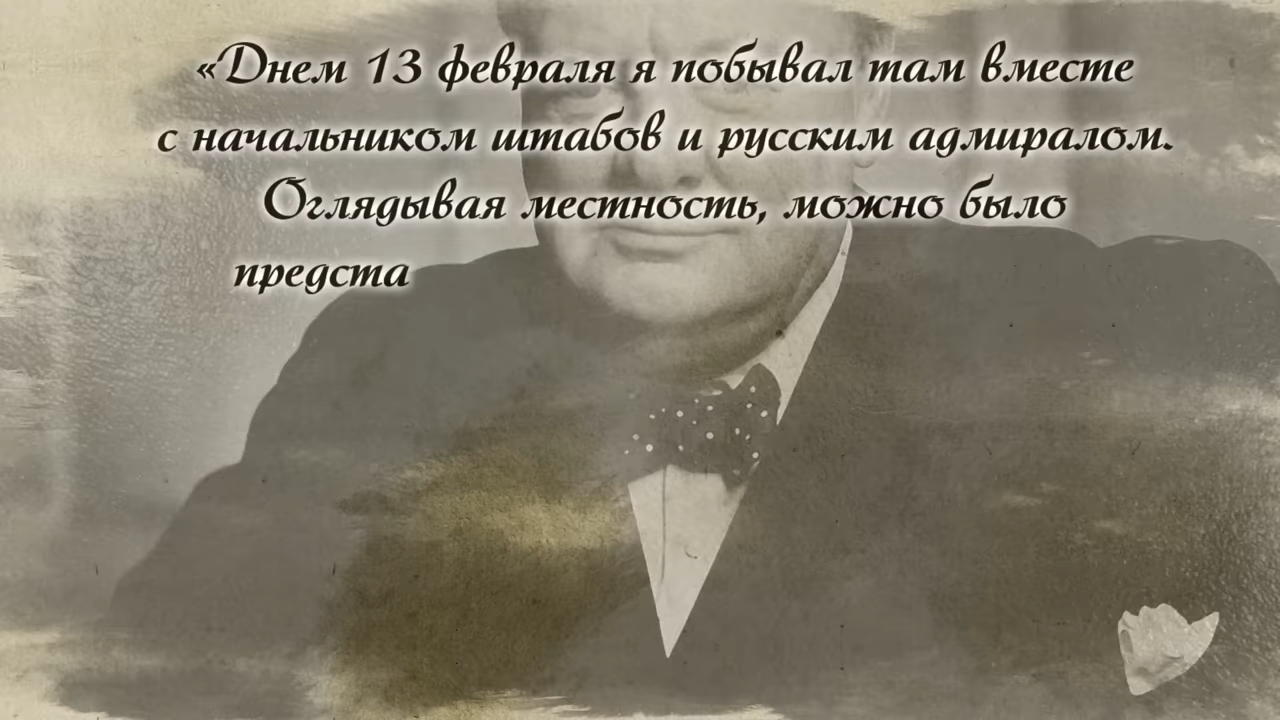 «Днем 13 февраля я побывал там вместе
с начальником штабов и русским адмиралом.
Оглядывая местность, можно было
предста